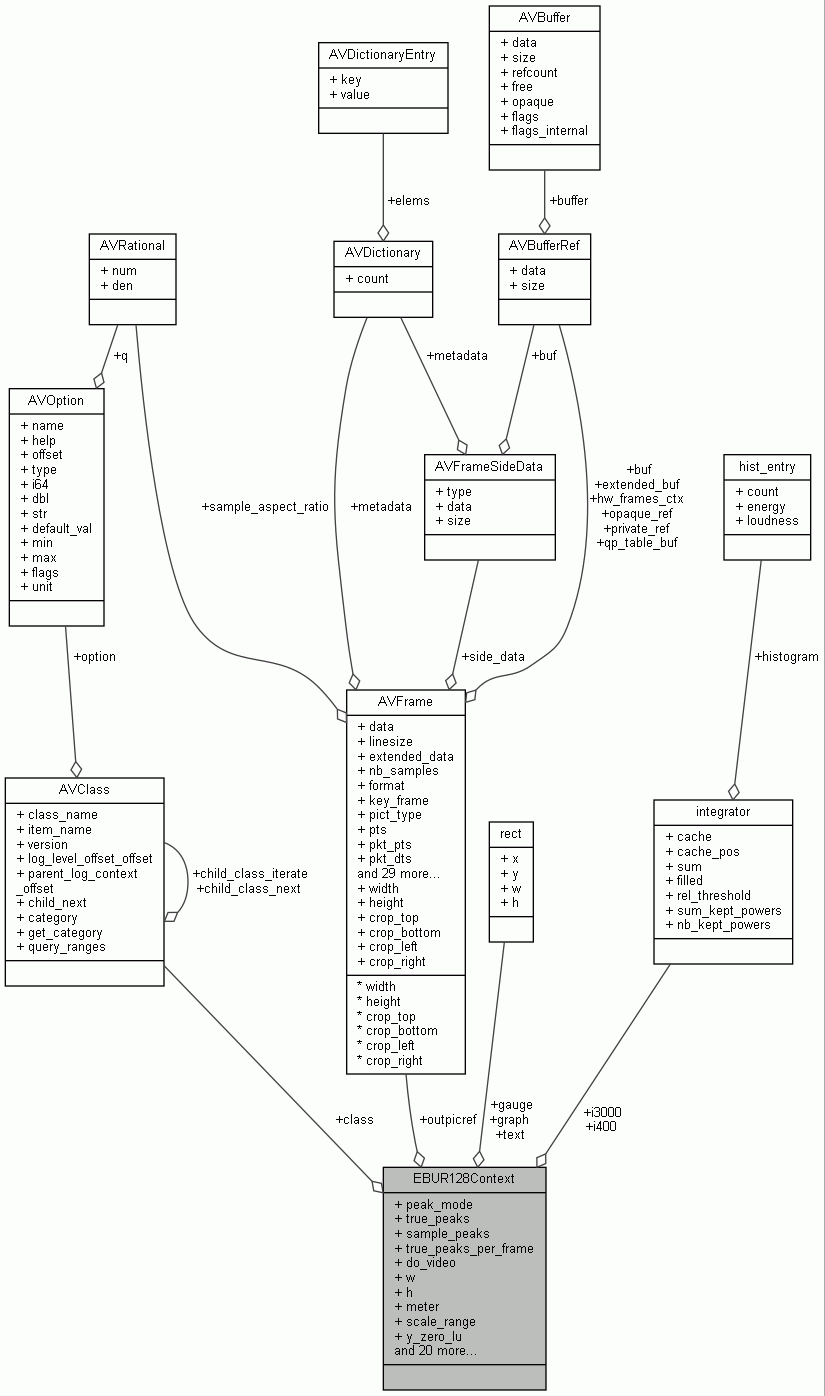 AVBuffer
+ data
+ size
+ refcount
+ free
+ opaque
+ flags
+ flags_internal
AVDictionaryEntry
+ key
+ value
+elems
+buffer
AVRational
+ num
+ den
AVDictionary
+ count
AVBufferRef
+ data
+ size
+q
+metadata
+buf
AVOption
+ name
+ help
+ offset
+ type
+ i64
+ dbl
+ str
+ default_val
+ min
+ max
+ flags
+ unit
+sample_aspect_ratio
+metadata
AVFrameSideData
+ type
+ data
+ size
+buf
+extended_buf
+hw_frames_ctx
+opaque_ref
+private_ref
+qp_table_buf
hist_entry
+ count
+ energy
+ loudness
+option
+side_data
+histogram
AVClass
+ class_name
+ item_name
+ version
+ log_level_offset_offset
+ parent_log_context
_offset
+ child_next
+ category
+ get_category
+ query_ranges
+child_class_iterate
+child_class_next
AVFrame
+ data
+ linesize
+ extended_data
+ nb_samples
+ format
+ key_frame
+ pict_type
+ pts
+ pkt_pts
+ pkt_dts
and 29 more...
+ width
+ height
+ crop_top
+ crop_bottom
+ crop_left
+ crop_right
* width
* height
* crop_top
* crop_bottom
* crop_left
* crop_right
rect
+ x
+ y
+ w
+ h
integrator
+ cache
+ cache_pos
+ sum
+ filled
+ rel_threshold
+ sum_kept_powers
+ nb_kept_powers
+class
+outpicref
+gauge
+graph
+text
+i3000
+i400
EBUR128Context
+ peak_mode
+ true_peaks
+ sample_peaks
+ true_peaks_per_frame
+ do_video
+ w
+ h
+ meter
+ scale_range
+ y_zero_lu
and 20 more...